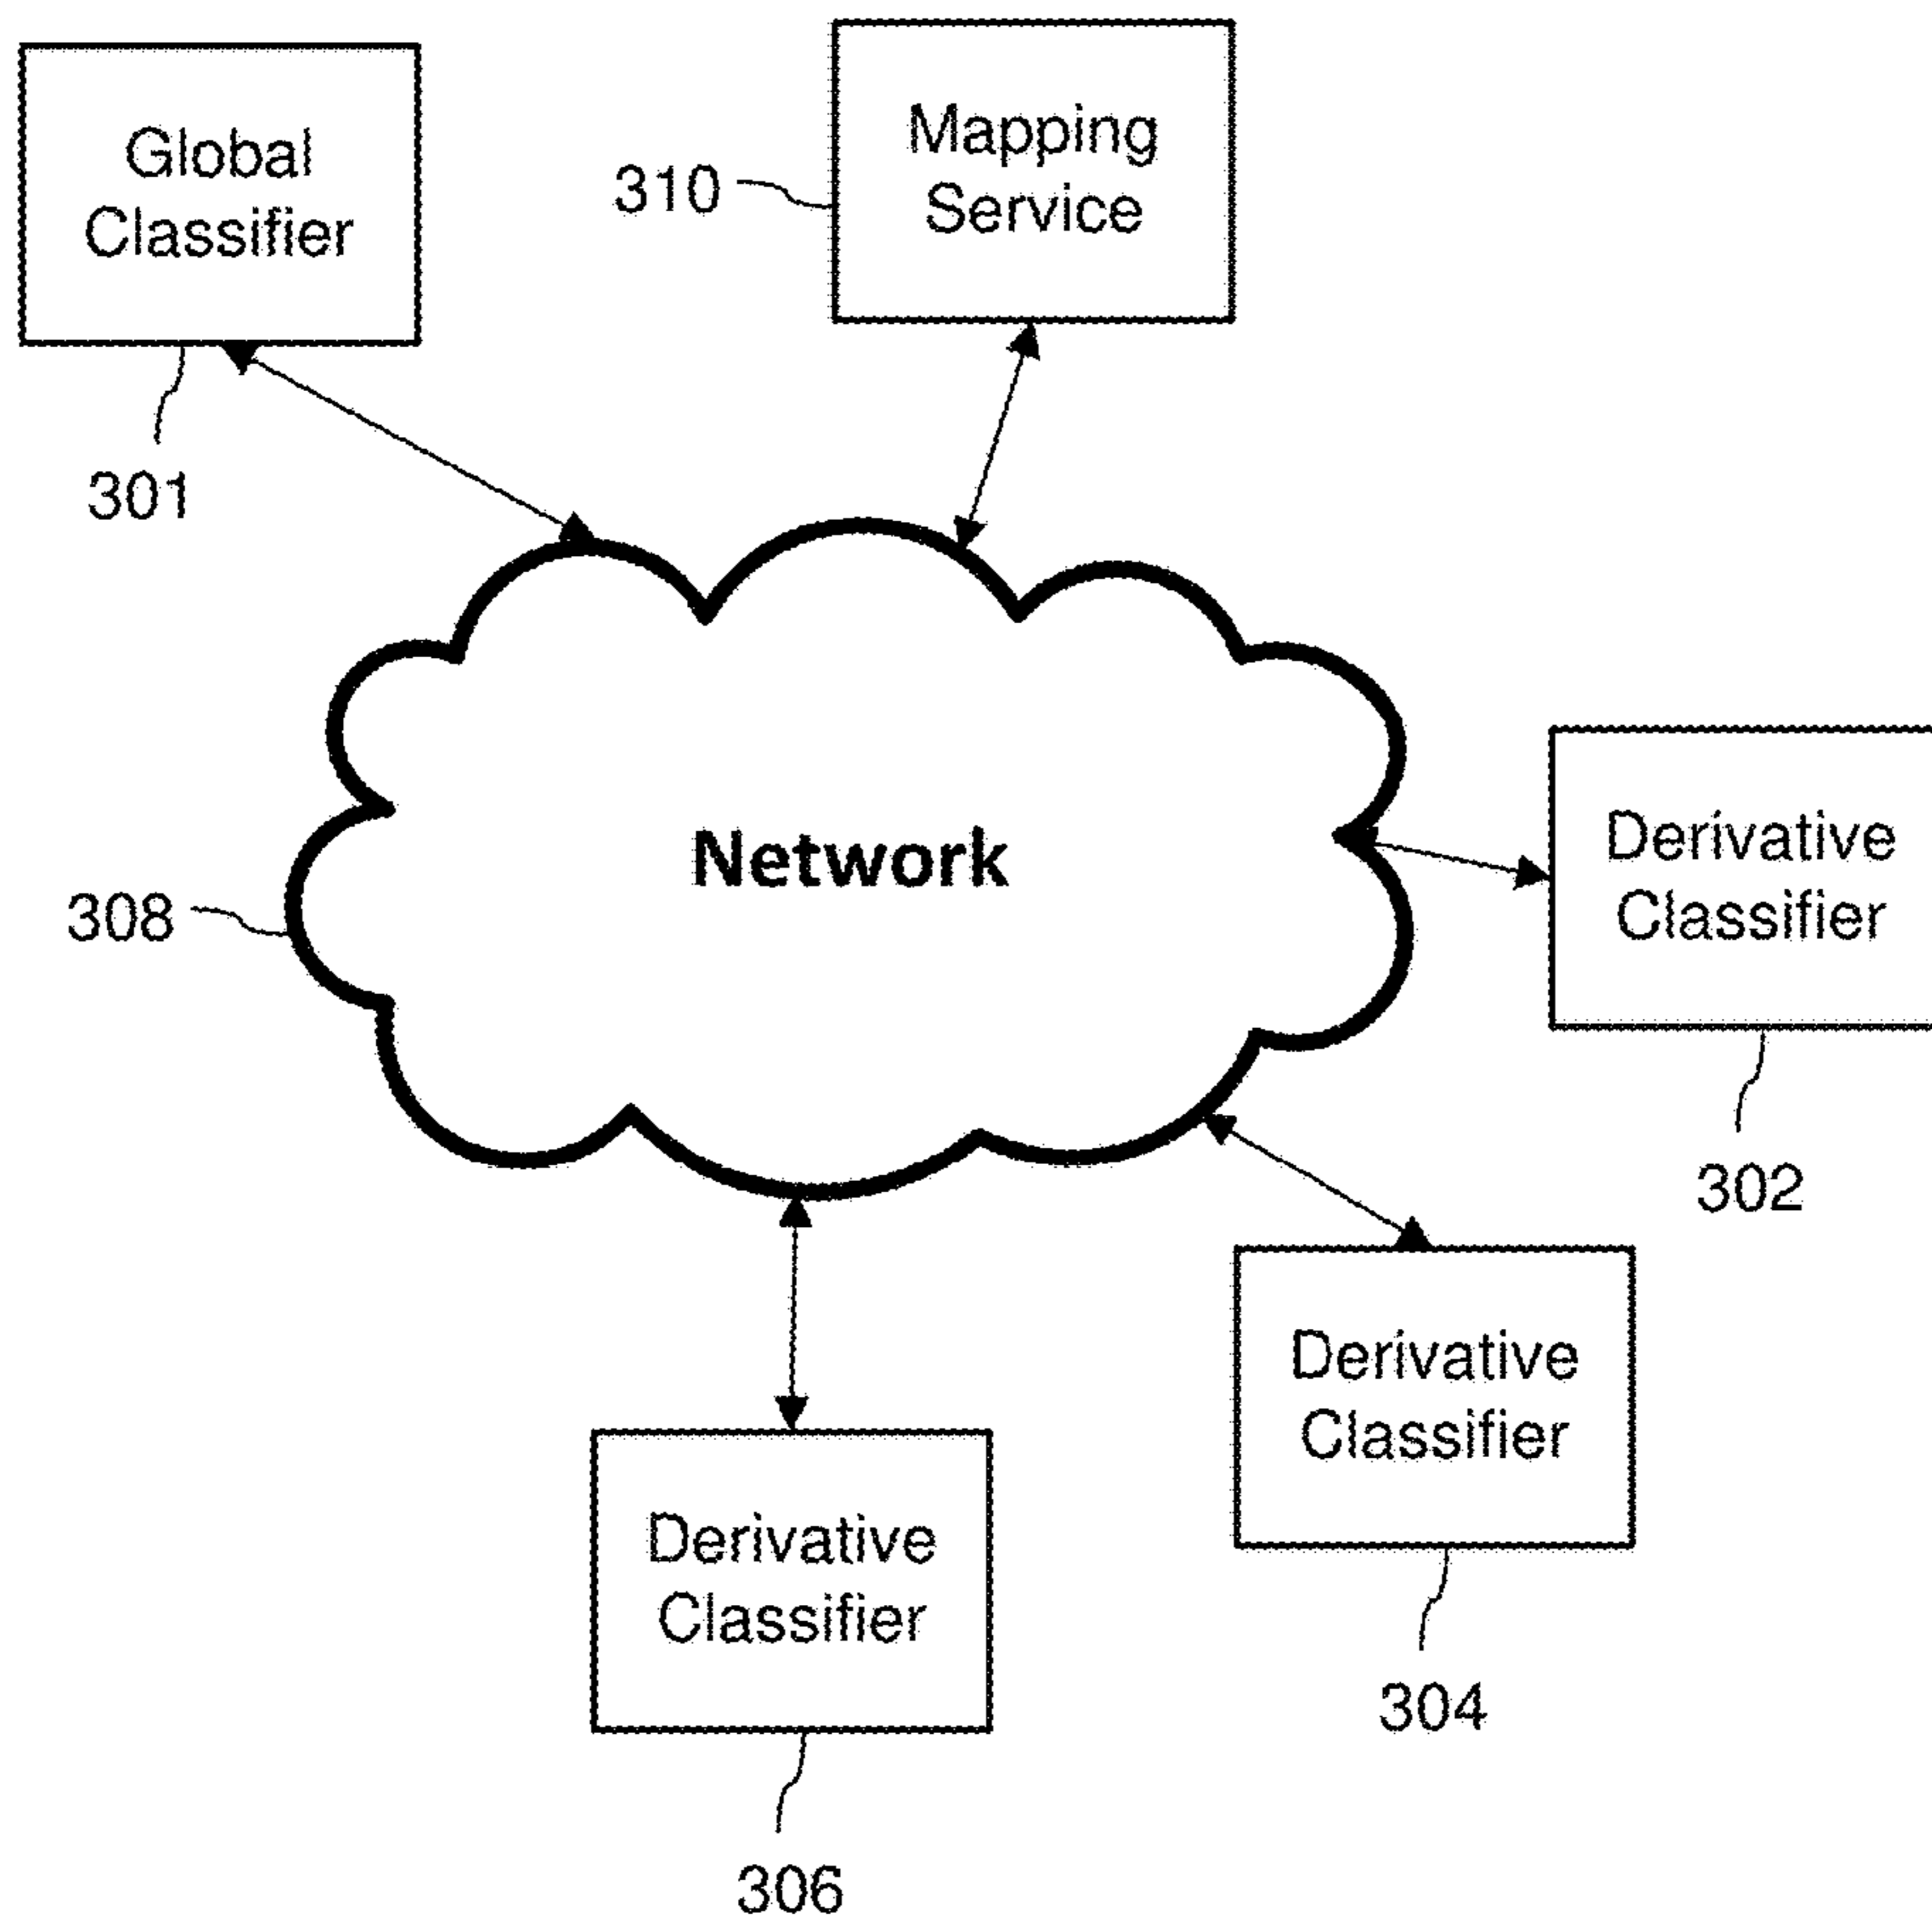 Global
Classifier
301
Mapping
Service
310
Network
308
Derivative
Classifier
302
Derivative
Classifier
304
Derivative
Classifier
306